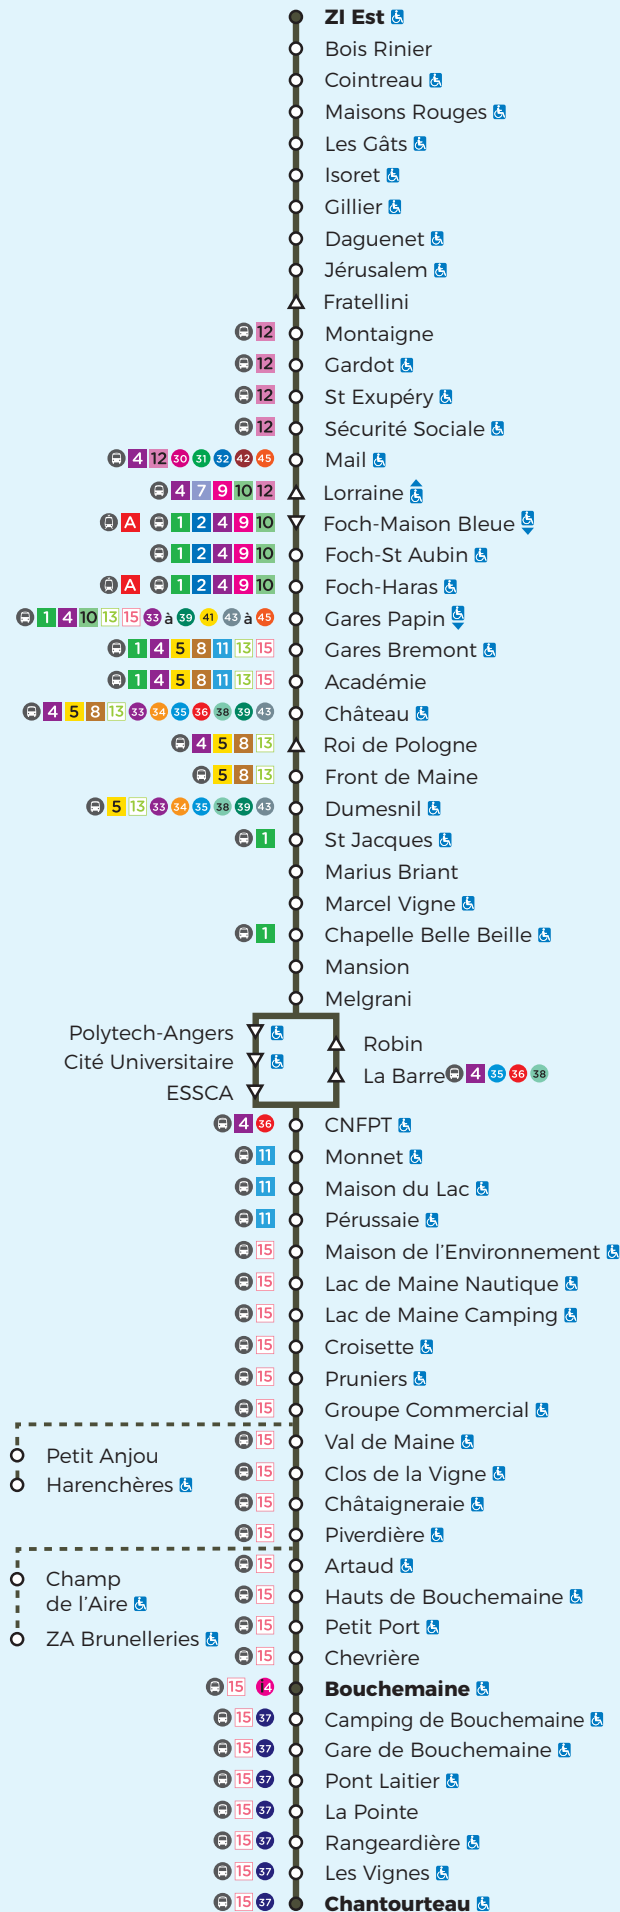 ZI Est
Bois Rinier
Cointreau
Maisons Rouges
Les Gâts
Isoret
Gillier
Daguenet
Jérusalem
Fratellini
12 Montaigne
12 Gardot
12 St Exupéry
12 Sécurité Sociale
4 12 30 31 32 42 45 Mail
4 7 9 10 12 Lorraine
A 1 2 4 9 10 Foch-Maison Bleue
1 2 4 9 10 Foch-St Aubin
A 1 2 4 9 10 Foch-Haras
1 4 10 13 15 33 à 39 41 43 à 45 Gares Papin
1 4 5 8 11 13 15 Gares Bremont
1 4 5 8 11 13 15 Académie
4 5 8 13 33 34 35 36 38 39 43 Château
4 5 8 13 Roi de Pologne
5 8 13 Front de Maine
5 13 33 34 35 38 39 43 Dumesnil
1 St Jacques
Marius Briant
Marcel Vigne
1 Chapelle Belle Beille
Mansion
Melgrani
Polytech-Angers
Robin
Cité Universitaire
La Barre 4 35 36 38
ESSCA
4 36 CNFPT
11 Monnet
11 Maison du Lac
11 Pérussaie
15 Maison de l'Environnement
15 Lac de Maine Nautique
15 Lac de Maine Camping
15 Croisette
15 Pruniers
15 Groupe Commercial
15 Val de Maine
Petit Anjou
15 Clos de la Vigne
Harenchères
15 Châtaigneraie
15 Piverdière
15 Artaud
Champ
de l'Aire
15 Hauts de Bouchemaine
15 Petit Port
ZA Brunelleries
15 Chevrière
15 i4 Bouchemaine
15 37 Camping de Bouchemaine
15 37 Gare de Bouchemaine
15 37 Pont Laitier
15 37 La Pointe
15 37 Rangeardière
15 37 Les Vignes
15 37 Chantourteau